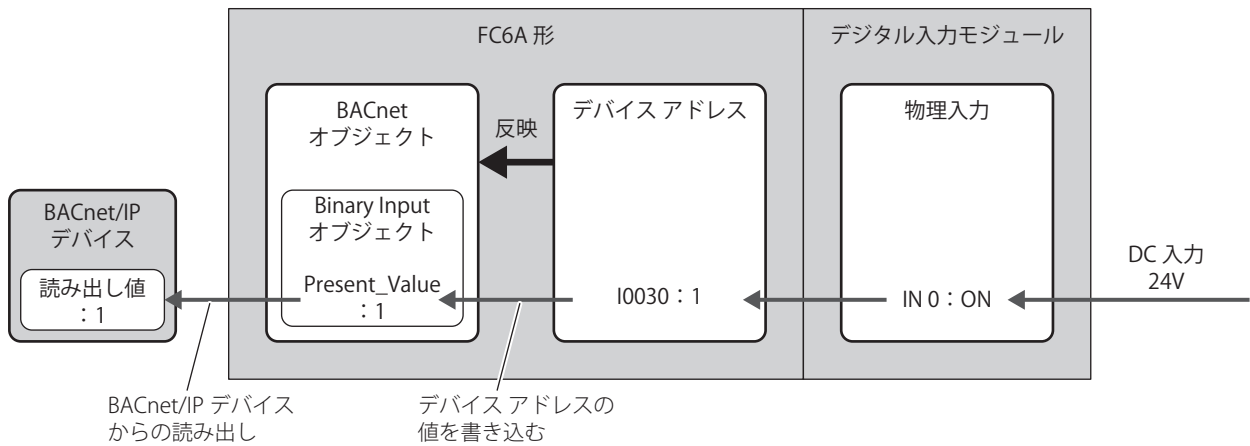 FC6A 形
デジタル入力モジュール
BACnet
オブジェクト
反映
デバイス アドレス
物理入力
BACnet/IP
デバイス
読み出し値
：1
Binary Input
オブジェクト
Present_Value
：1
I0030：1
IN 0：ON
DC 入力
24V
BACnet/IP デバイス
からの読み出し
デバイス アドレスの
値を書き込む